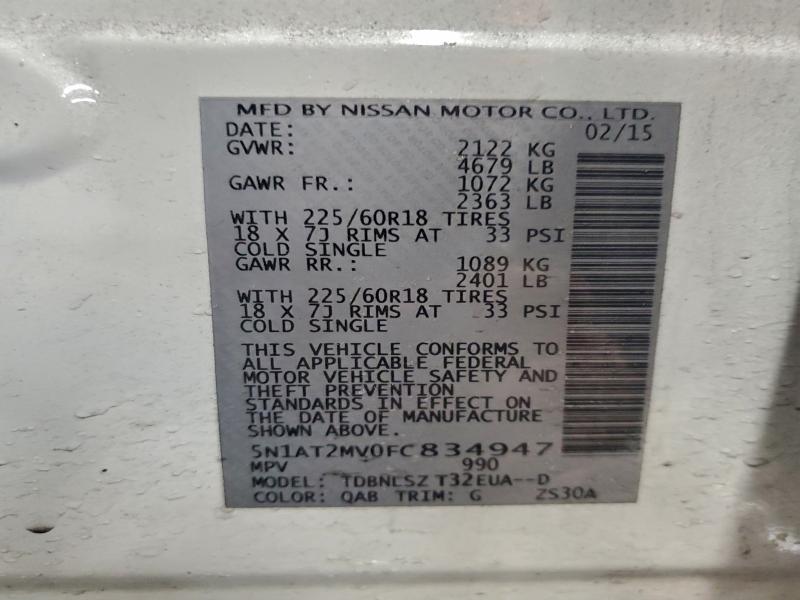 MFD BY NISSAN MOTOR CO., LTD.
DATE: 02/15
GVWR: 2122 KG
4679 LB
GAWR FR.: 1072 KG
2363 LB
WITH 225/60R18 TIRES
18 X 7J RIMS AT 33 PSI
COLD SINGLE
GAWR RR.: 1089 KG
2401 LB
WITH 225/60R18 TIRES
18 X 7J RIMS AT 33 PSI
COLD SINGLE
THIS VEHICLE CONFORMS TO
ALL APPLICABLE FEDERAL
MOTOR VEHICLE SAFETY AND
THEFT PREVENTION
STANDARDS IN EFFECT ON
THE DATE OF MANUFACTURE
SHOWN ABOVE.
5N1AT2MV0FC834947
MPV 990
MODEL: TDBNLSZ T32EUA--D
COLOR: QAB TRIM: G ZS30A